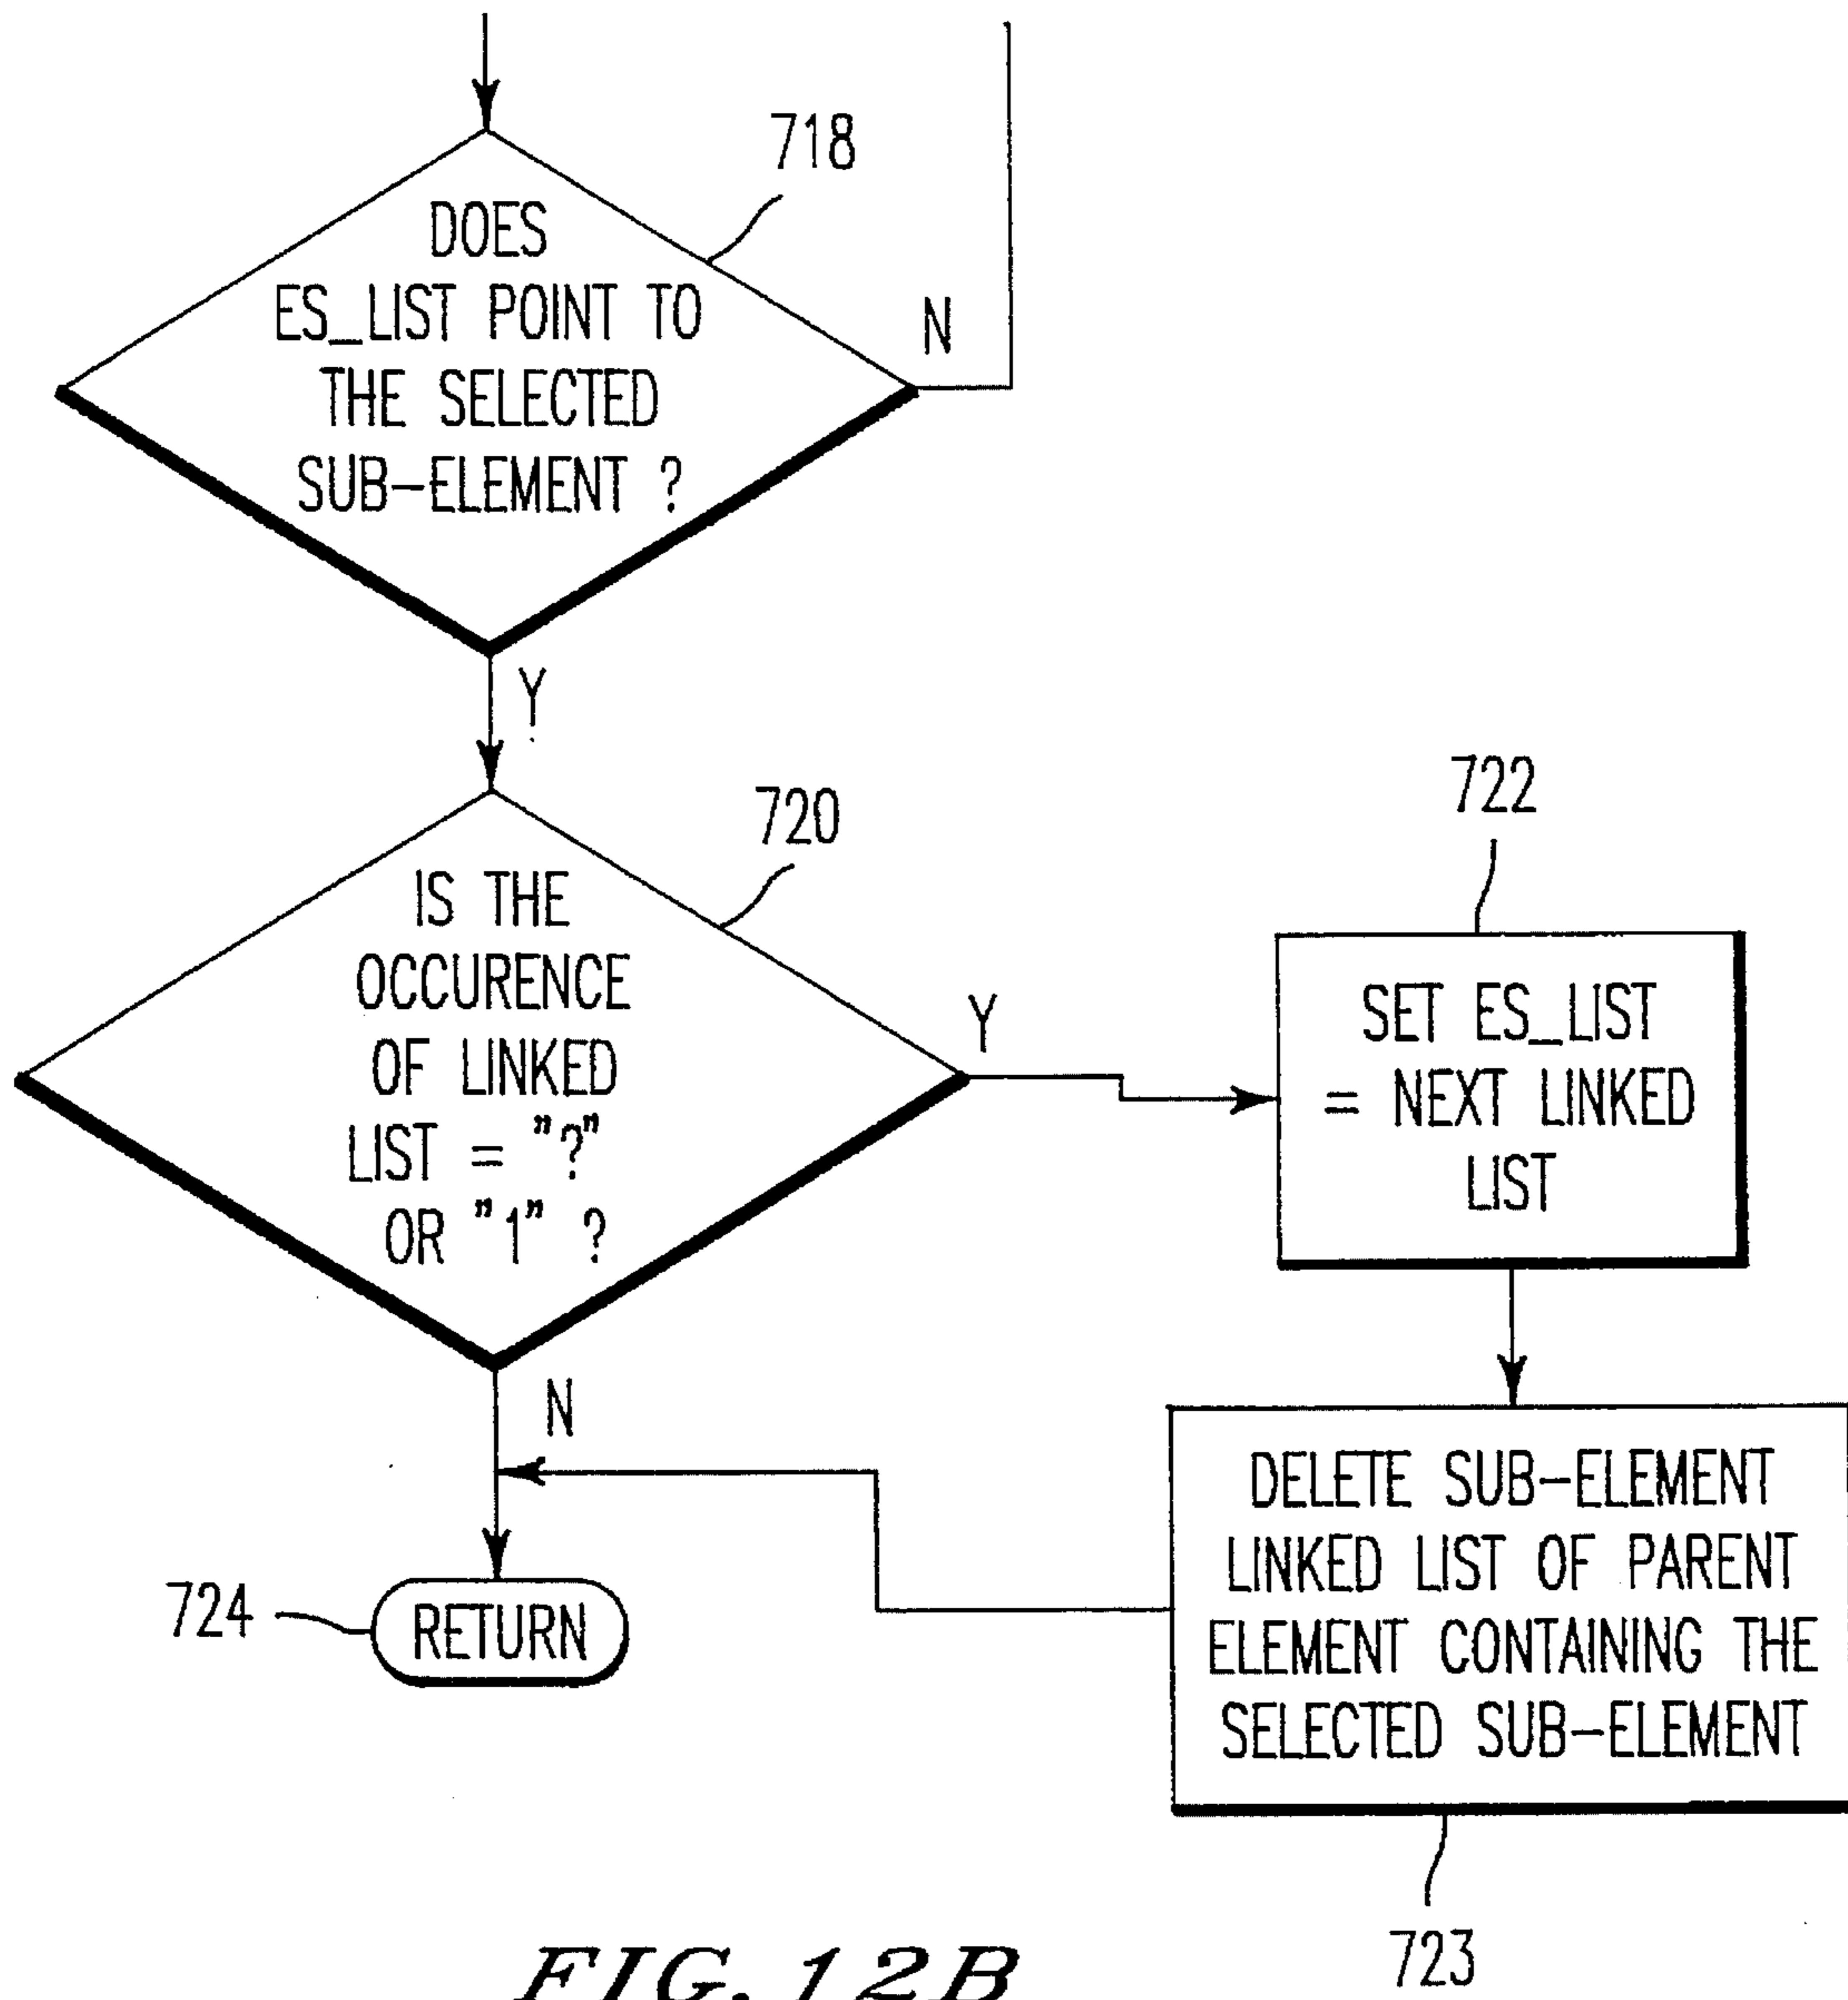 718
DOES
ES_LIST POINT TO
THE SELECTED
SUB-ELEMENT ?
N
Y
720
IS THE
OCCURENCE
OF LINKED
LIST = "?"
OR "1" ?
Y
N
722
SET ES_LIST
= NEXT LINKED
LIST
DELETE SUB-ELEMENT
LINKED LIST OF PARENT
ELEMENT CONTAINING THE
SELECTED SUB-ELEMENT
723
724
RETURN
FIG. 12B